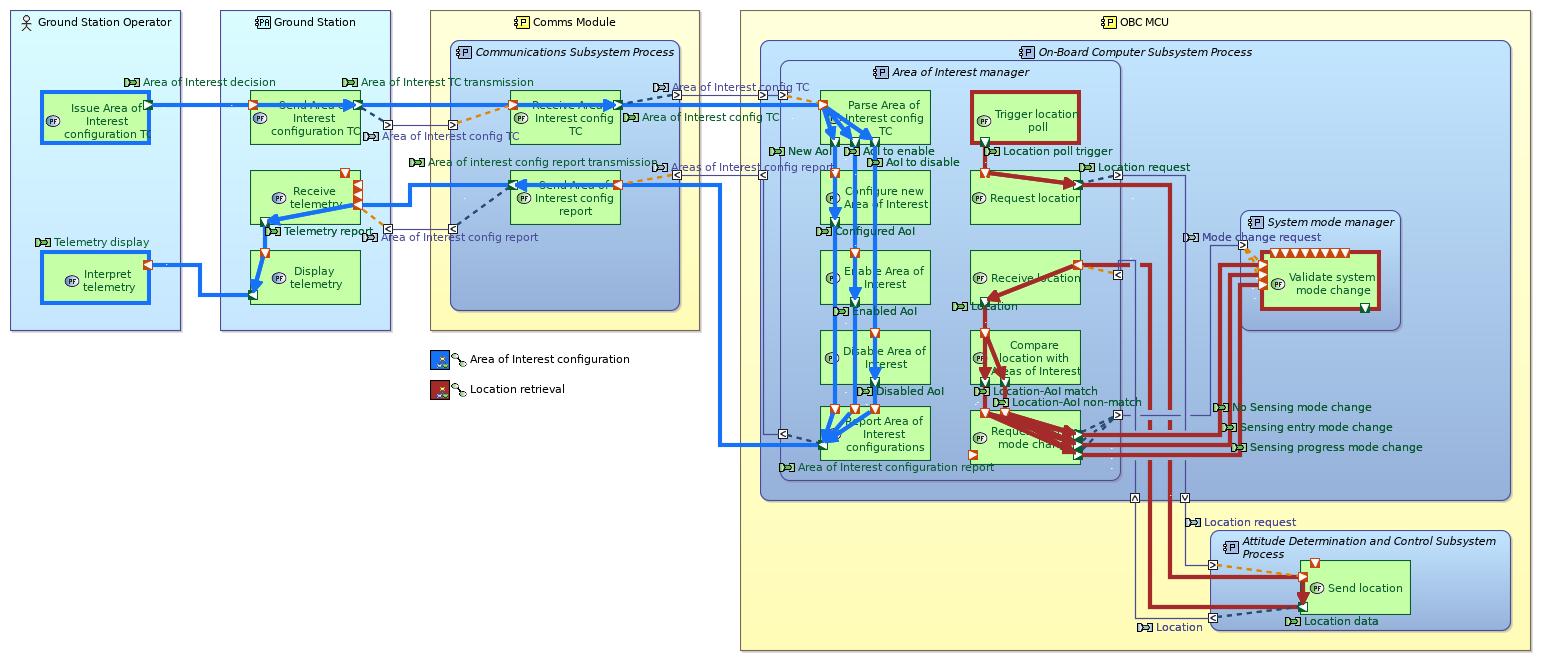 Ground Station Operator
Ground Station
Comms Module
OBC MCU
Communications Subsystem Process
On-Board Computer Subsystem Process
Area of Interest manager
Area of Interest decision
Area of Interest TC transmission
Area of Interest config TC
Issue Area of
Interest
configuration TC
Send Area of
Interest
configuration TC
Receive Area of
Interest config
TC
Parse Area of
Interest config
TC
Trigger location
poll
Area of Interest config TC
Area of Interest config TC
New AoI
AoI to enable
AoI to disable
Location poll trigger
Area of interest config report transmission
Areas of Interest config report
Location request
Receive
telemetry
Send Area of
Interest config
report
Configure new
Area of Interest
Request location
Telemetry report
Area of Interest config report
Configured AoI
System mode manager
Mode change request
Telemetry display
Interpret
telemetry
Display
telemetry
Enable Area of
Interest
Receive location
Validate system
mode change
Enabled AoI
Location
Disable Area of
Interest
Compare
location with
Areas of Interest
Area of Interest configuration
Location retrieval
Disabled AoI
Location-AoI match
Location-AoI non-match
Report Area of
Interest
configurations
Request
mode change
No Sensing mode change
Sensing entry mode change
Sensing progress mode change
Area of Interest configuration report
Location request
Attitude Determination and Control Subsystem
Process
Send location
Location data
Location